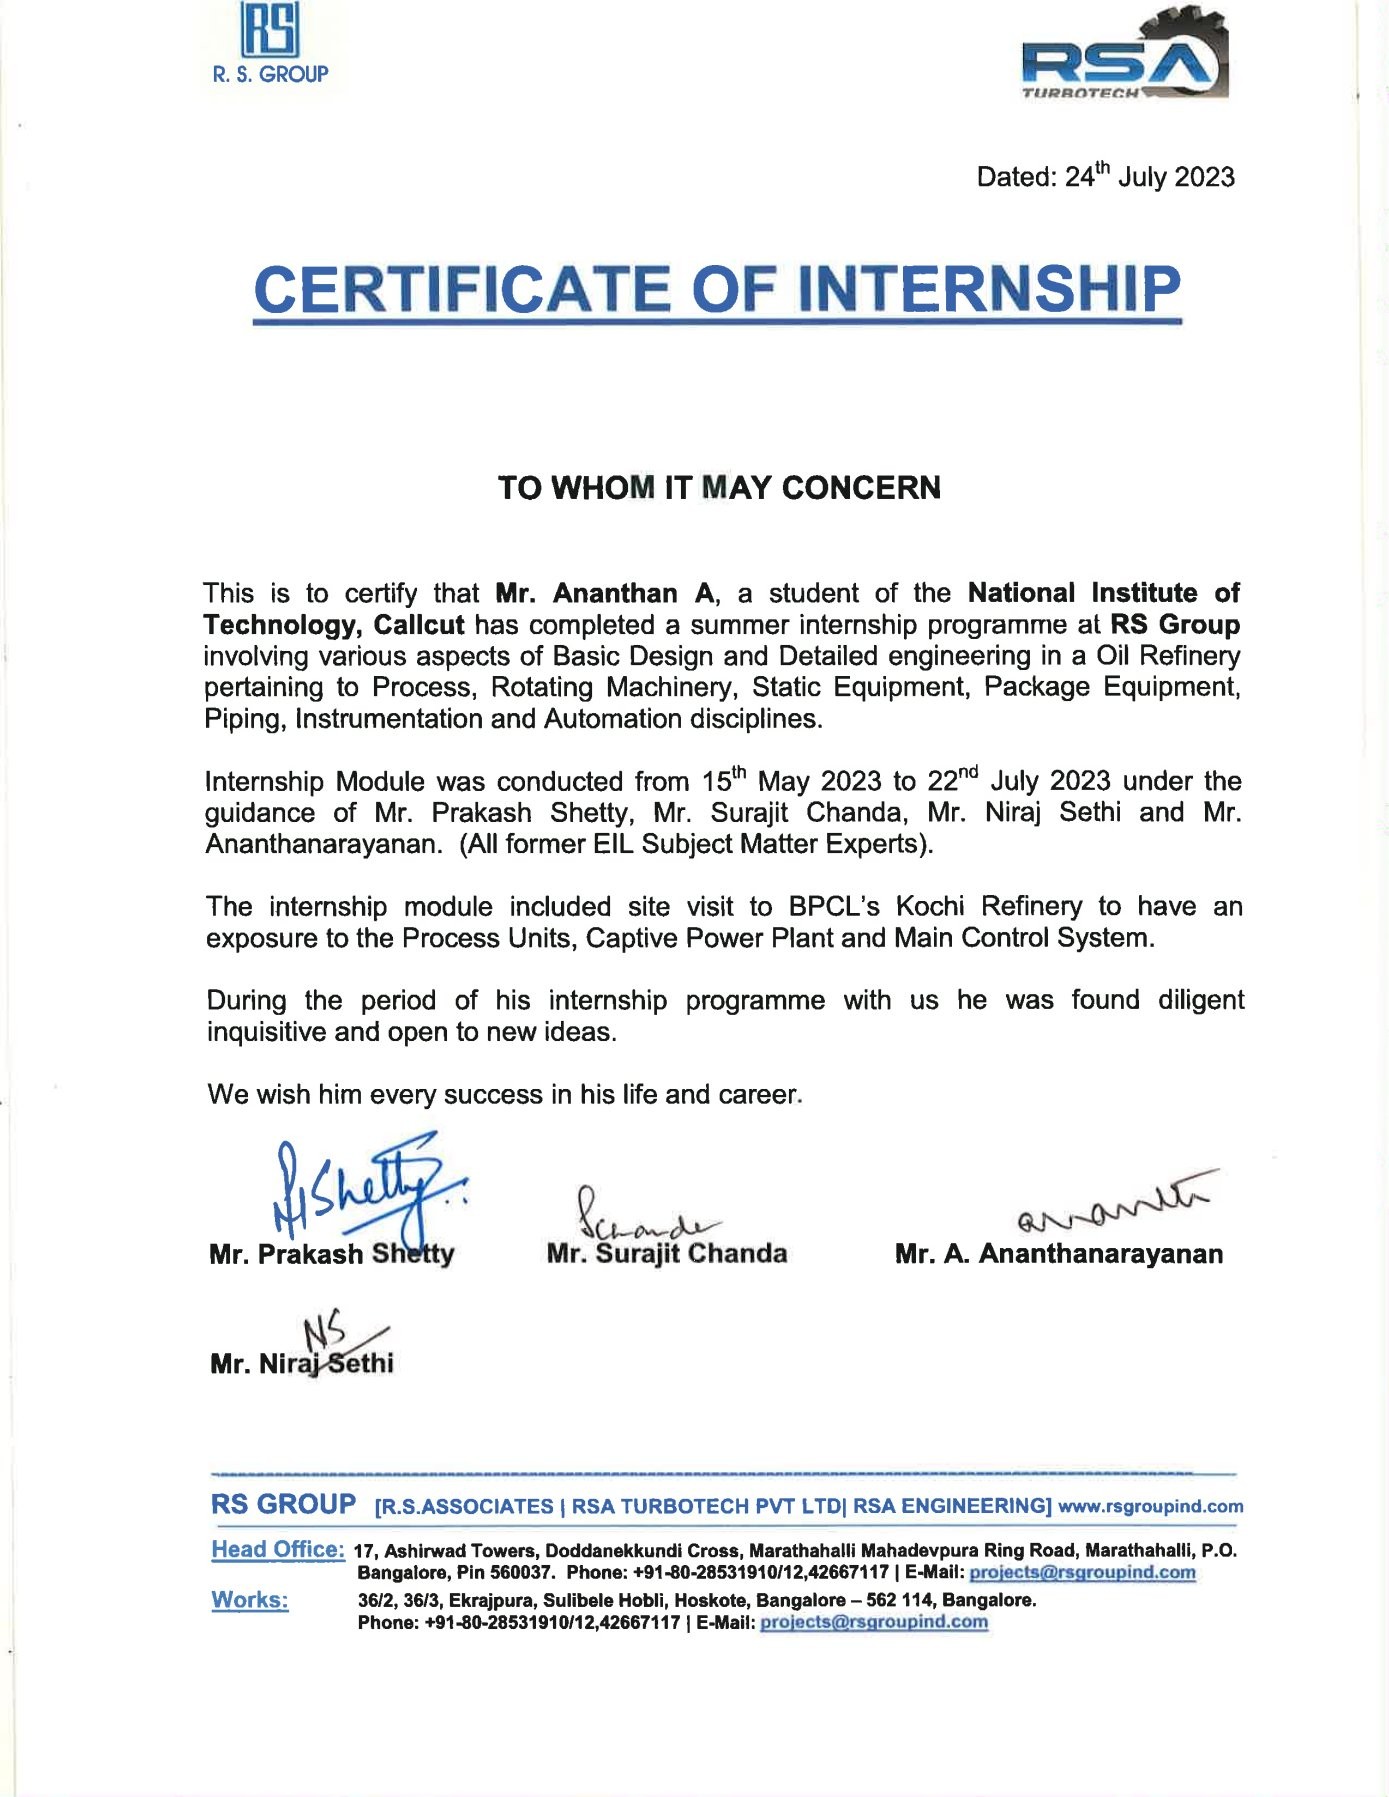 RS
R. S. GROUP
RSA
TURBOTECH
Dated: 24th July 2023
CERTIFICATE OF INTERNSHIP
TO WHOM IT MAY CONCERN
This is to certify that Mr. Ananthan A, a student of the National Institute of
Technology, Callcut has completed a summer internship programme at RS Group
involving various aspects of Basic Design and Detailed engineering in a Oil Refinery
pertaining to Process, Rotating Machinery, Static Equipment, Package Equipment,
Piping, Instrumentation and Automation disciplines.
Internship Module was conducted from 15th May 2023 to 22nd July 2023 under the
guidance of Mr. Prakash Shetty, Mr. Surajit Chanda, Mr. Niraj Sethi and Mr.
Ananthanarayanan. (All former EIL Subject Matter Experts).
The internship module included site visit to BPCL's Kochi Refinery to have an
exposure to the Process Units, Captive Power Plant and Main Control System.
During the period of his internship programme with us he was found diligent
inquisitive and open to new ideas.
We wish him every success in his life and career.
Shetty Schande
Mr. Prakash Shetty Mr. Surajit Chanda Mr. A. Ananthanarayanan
NS
Mr. Niraj Sethi
RS GROUP [R.S.ASSOCIATES | RSA TURBOTECH PVT LTD| RSA ENGINEERING] www.rsgroupind.com
Head Office: 17, Ashirwad Towers, Doddanekkundi Cross, Marathahalli Mahadevpura Ring Road, Marathahalli, P.O.
Bangalore, Pin 560037. Phone: +91-80-28531910/12,42667117 | E-Mail: projects@rsgroupind.com
Works: 36/2, 36/3, Ekrajpura, Sulibele Hobli, Hoskote, Bangalore – 562 114, Bangalore.
Phone: +91-80-28531910/12,42667117 | E-Mail: projects@rsgroupind.com